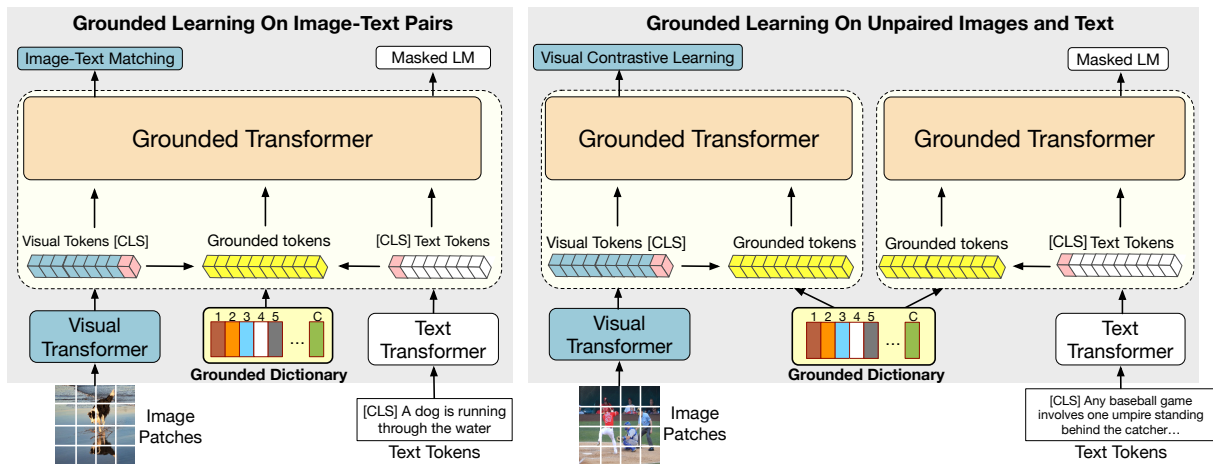 Grounded Learning On Image-Text Pairs
Image-Text Matching
Masked LM
Grounded Transformer
Visual Tokens [CLS]
Grounded tokens
[CLS] Text Tokens
Visual
Transformer
1 2 3 4 5 C
...
Grounded Dictionary
Text
Transformer
Image
Patches
[CLS] A dog is running
through the water
Text Tokens
Grounded Learning On Unpaired Images and Text
Visual Contrastive Learning
Masked LM
Grounded Transformer
Grounded Transformer
Visual Tokens [CLS]
Grounded tokens
Grounded tokens
[CLS] Text Tokens
Visual
Transformer
1 2 3 4 5 C
...
Grounded Dictionary
Text
Transformer
Image
Patches
[CLS] Any baseball game
involves one umpire standing
behind the catcher...
Text Tokens